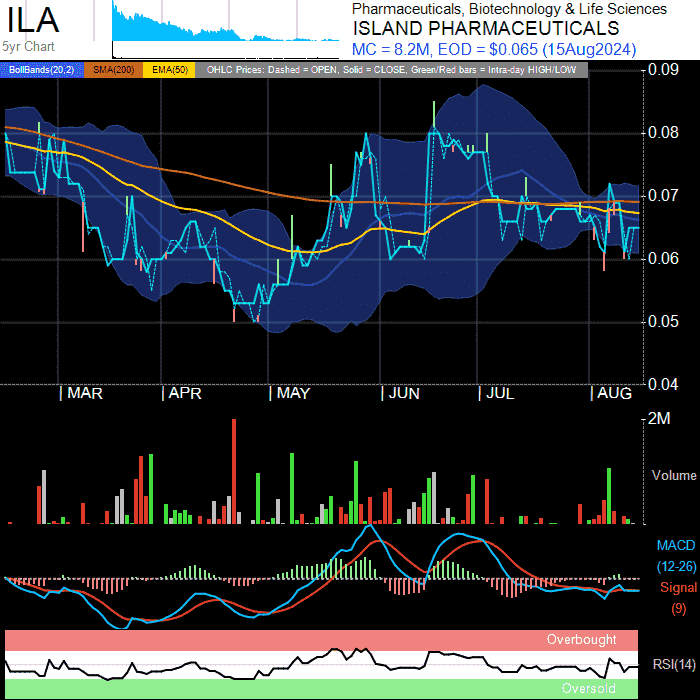 ILA
5yr Chart
Pharmaceuticals, Biotechnology & Life Sciences
ISLAND PHARMACEUTICALS
MC = 8.2M, EOD = $0.065 (15Aug2024)
BollBands(20,2) SMA(200) EMA(50) OHLC Prices: Dashed = OPEN, Solid = CLOSE, Green/Red bars = Intra-day HIGH/LOW
0.09
0.08
0.07
0.06
0.05
0.04
MAR APR MAY JUN JUL AUG
2M
Volume
MACD
(12-26)
Signal
(9)
Overbought
RSI(14)
Oversold